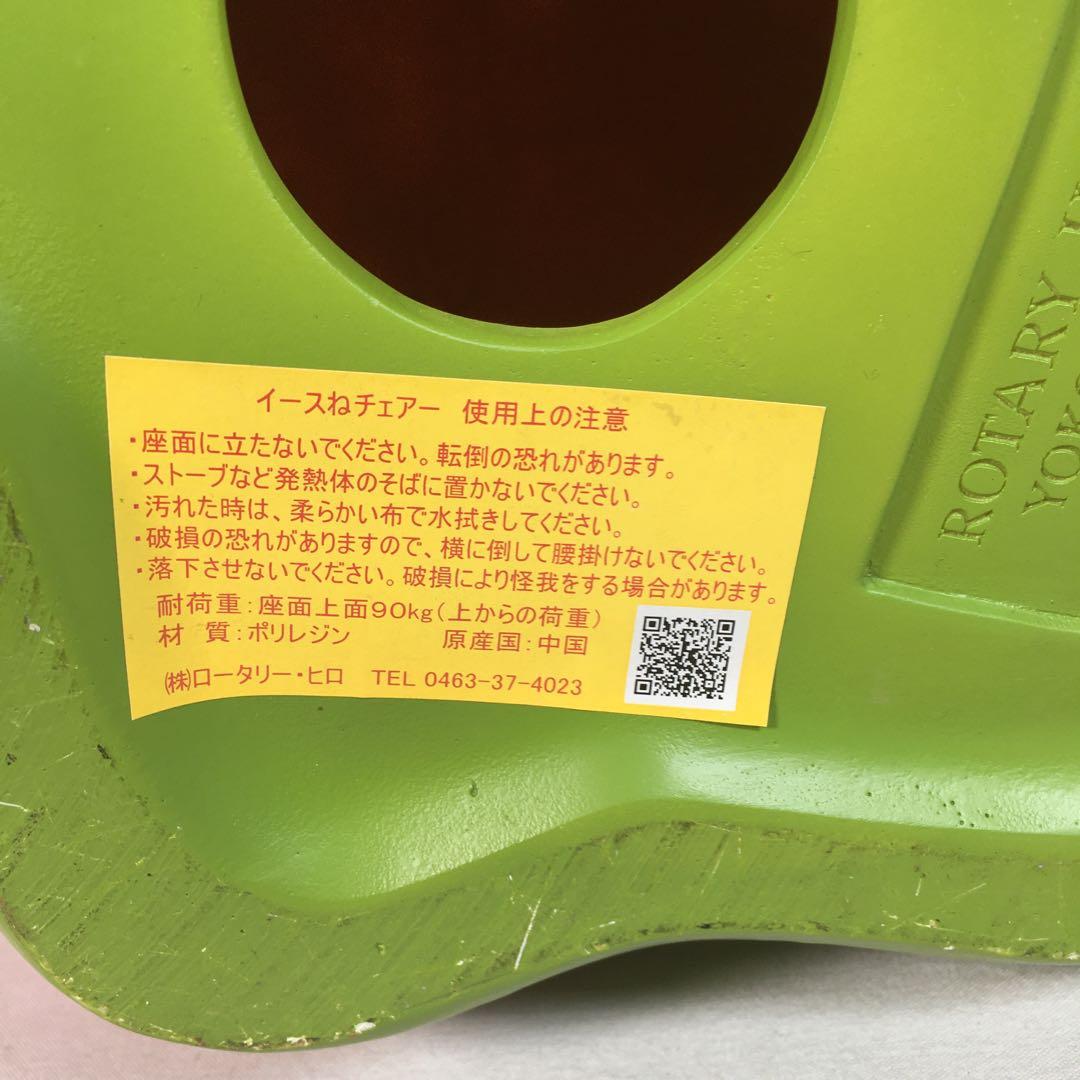 イースねチェアー 使用上の注意
・座面に立たないでください。転倒の恐れがあります。
・ストーブなど発熱体のそばに置かないでください。
・汚れた時は、柔らかい布で水拭きしてください。
・破損の恐れがありますので、横に倒して腰掛けないでください。
・落下させないでください。破損により怪我をする場合があります。
耐荷重:座面上面90kg(上からの荷重)
材 質:ポリレジン 原産国:中国
㈱ロータリー・ヒロ TEL 0463-37-4023
ROTARY